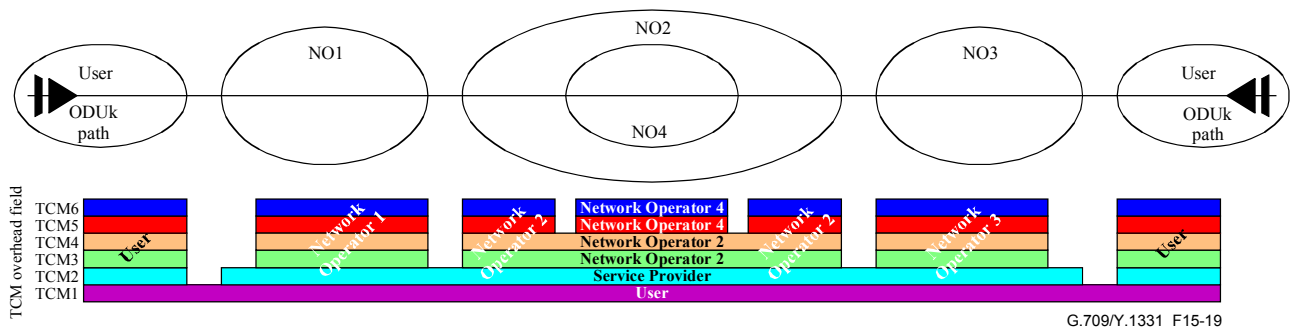 NO2
NO1
NO3
User
User
ODUk
path
ODUk
path
NO4
TCM overhead field
TCM6
TCM5
TCM4
TCM3
TCM2
TCM1
User
Network
Operator 1
Network
Operator 2
Network Operator 4
Network Operator 4
Network
Operator 2
Network
Operator 3
User
Network Operator 2
Network Operator 2
Service Provider
User
G.709/Y.1331 F15-19